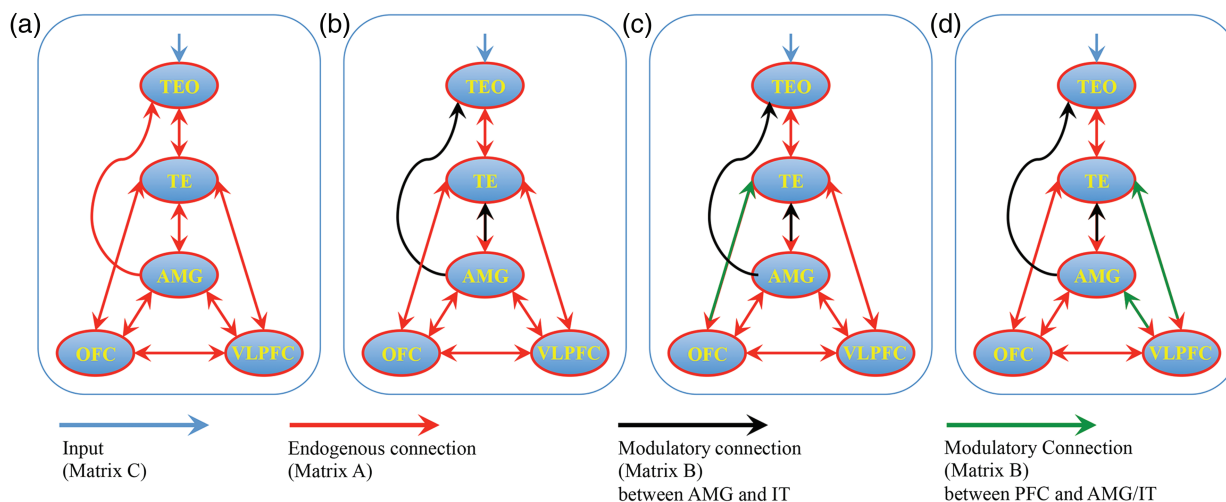 (a) (b) (c) (d)
TEO TEO TEO TEO
TE TE TE TE
AMG AMG AMG AMG
OFC VLPFC OFC VLPFC OFC VLPFC OFC VLPFC
Input
(Matrix C)
Endogenous connection
(Matrix A)
Modulatory connection
(Matrix B)
between AMG and IT
Modulatory Connection
(Matrix B)
between PFC and AMG/IT